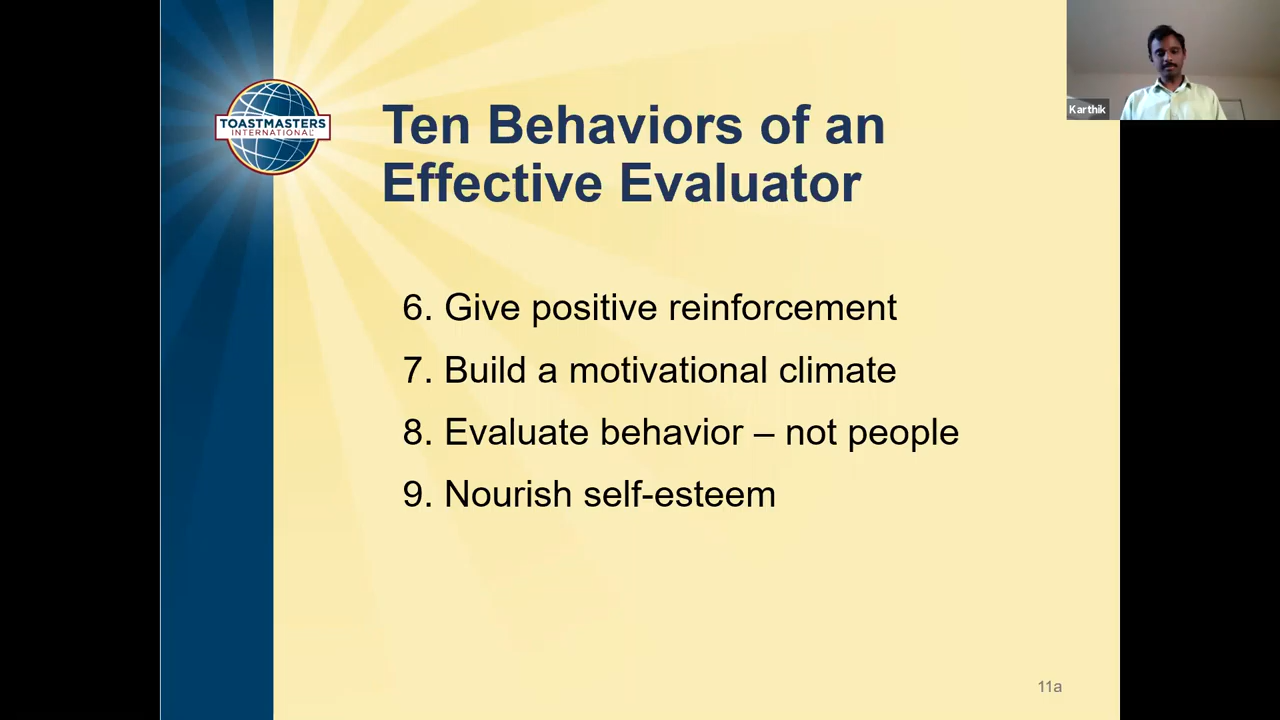 TOASTMASTERS
INTERNATIONAL
Ten Behaviors of an
Effective Evaluator
Karthik
6. Give positive reinforcement
7. Build a motivational climate
8. Evaluate behavior – not people
9. Nourish self-esteem
11a